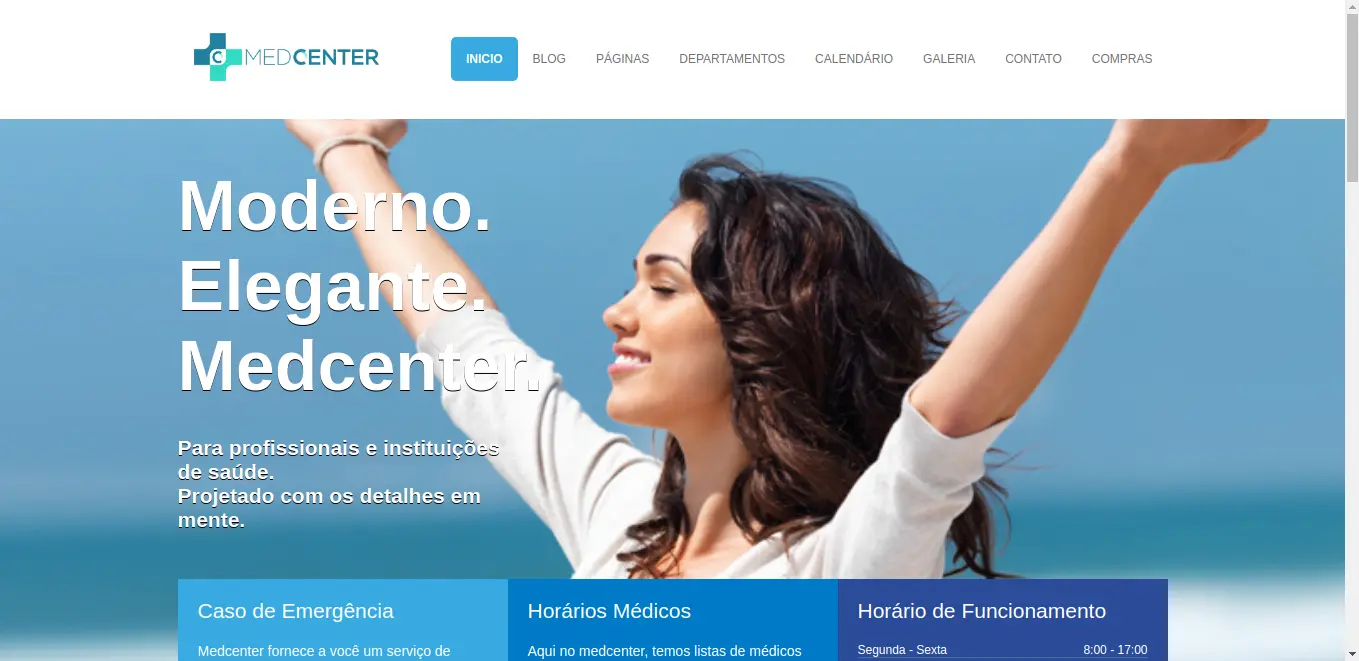 C MEDCENTER
INICIO BLOG PÁGINAS DEPARTAMENTOS CALENDÁRIO GALERIA CONTATO COMPRAS
Moderno.
Elegante.
Medcenter.
Para profissionais e instituições
de saúde.
Projetado com os detalhes em
mente.
Caso de Emergência
Medcenter fornece a você um serviço de
Horários Médicos
Aqui no medcenter, temos listas de médicos
Horário de Funcionamento
Segunda - Sexta 8:00 - 17:00